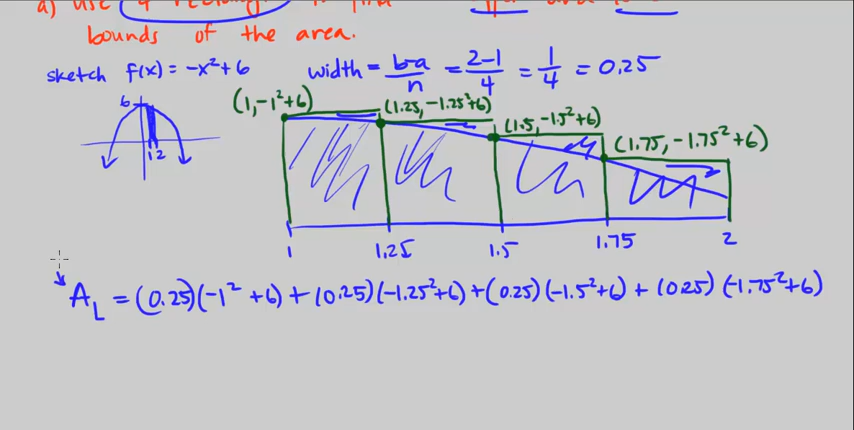 a) use 4
bounds of the area.
sketch f(x) = -x²+6 width = b-a/n = 2-1/4 = 1/4 = 0.25
6
1 2
(1, -1²+6) (1.25, -1.25²+6) (1.5, -1.5²+6) (1.75, -1.75²+6)
1 1.25 1.5 1.75 2
A_L = (0.25)(-1² +6) + (0.25)(-1.25²+6) + (0.25)(-1.5²+6) + (0.25)(-1.75²+6)